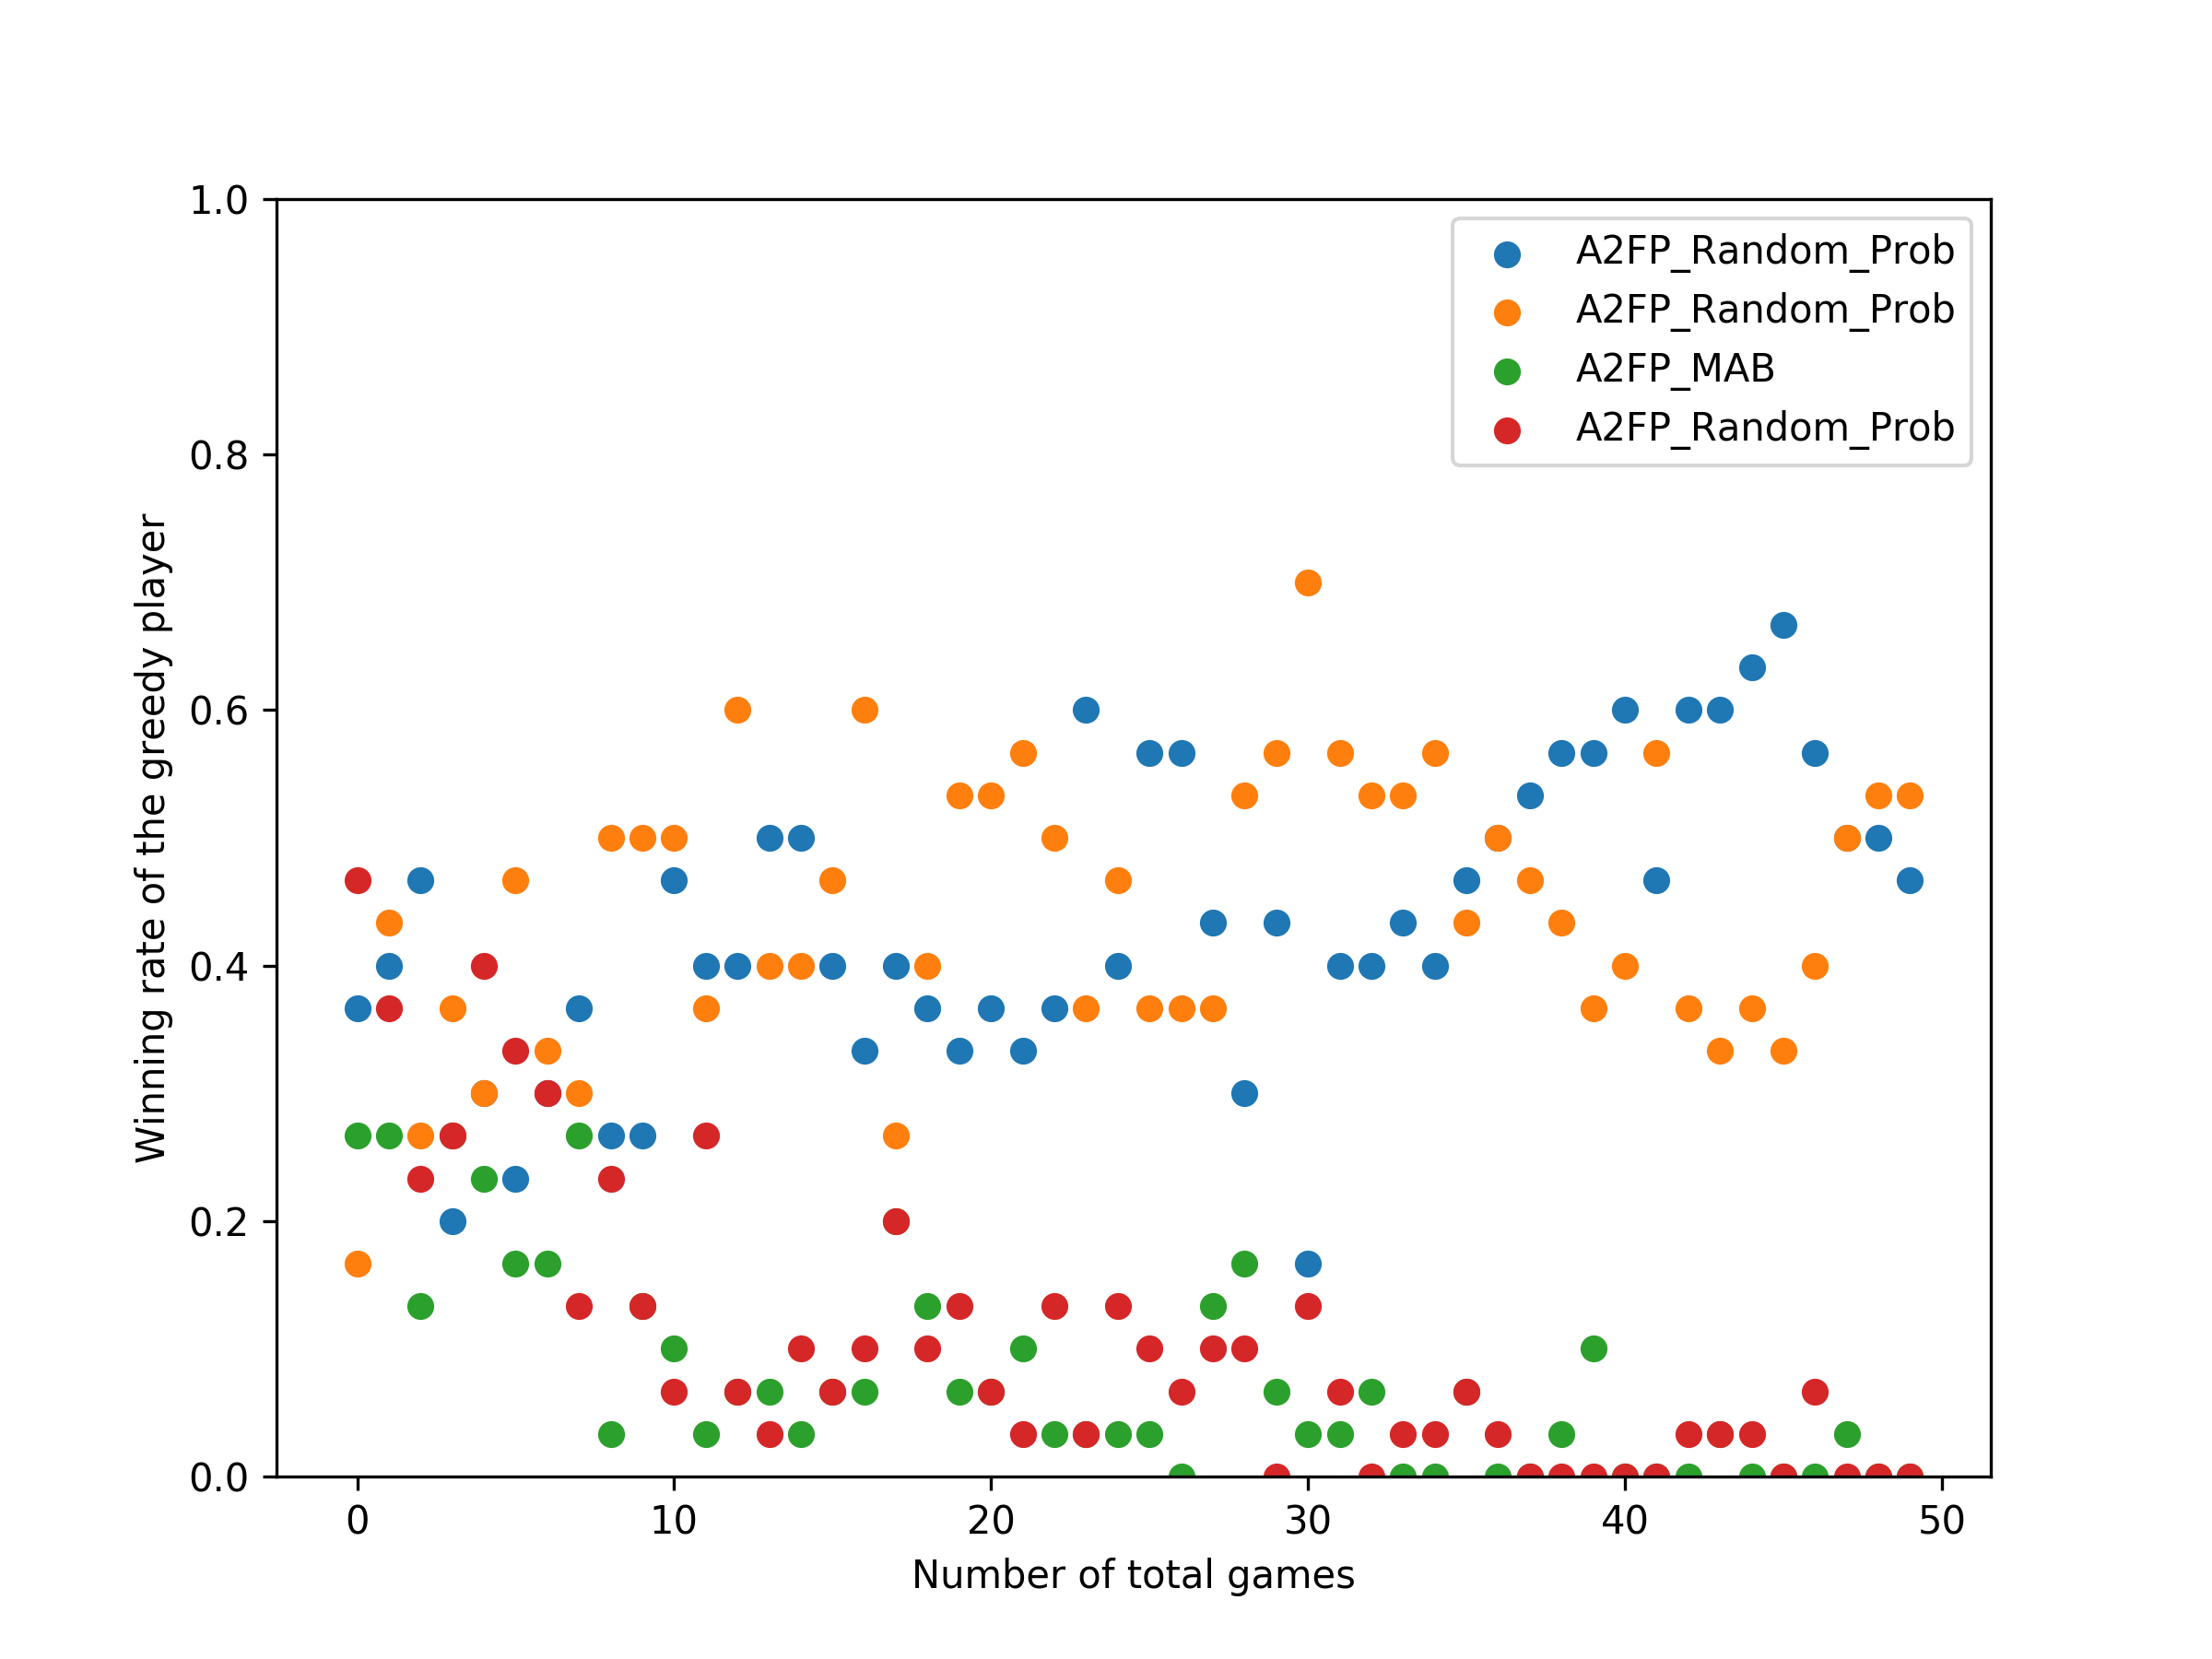 1.0
0.8
0.6
0.4
0.2
0.0
Winning rate of the greedy player
A2FP_Random_Prob
A2FP_Random_Prob
A2FP_MAB
A2FP_Random_Prob
0 10 20 30 40 50
Number of total games